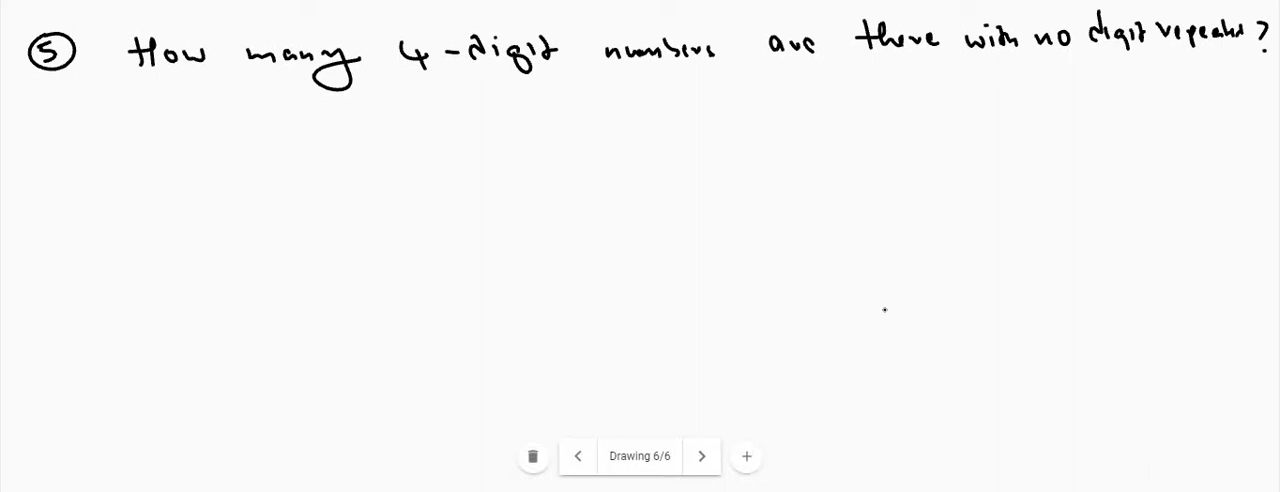 ⑤ How many 4-digit numbers are there with no digit repeated?
Drawing 6/6